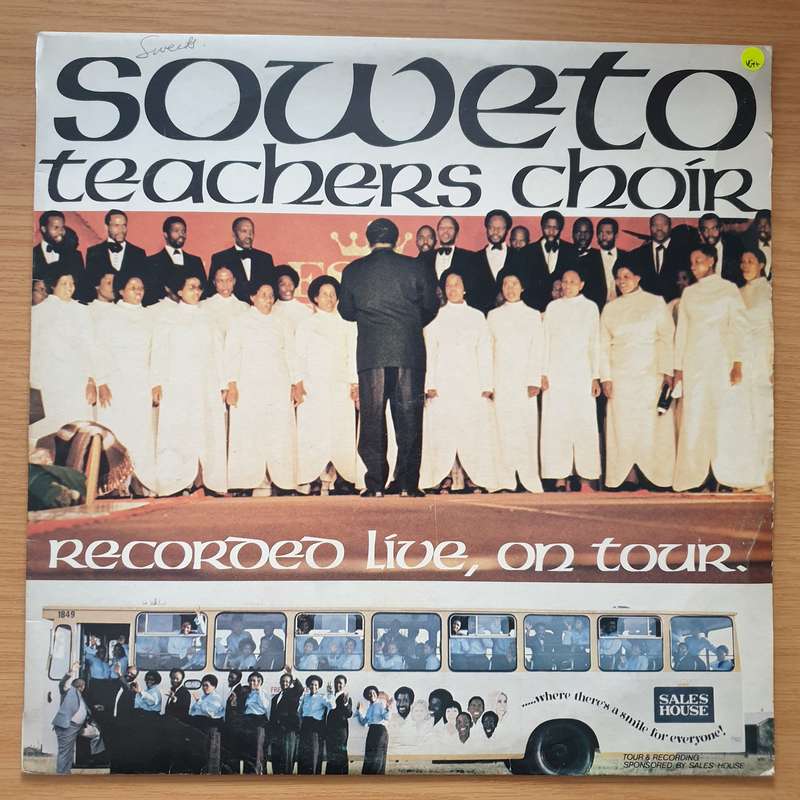 Soweto
teachers choir
VG++
Recorded Live, on tour.
1849
.....where there's a smile for everyone!
SALES
HOUSE
TOUR & RECORDING
SPONSORED BY SALES HOUSE